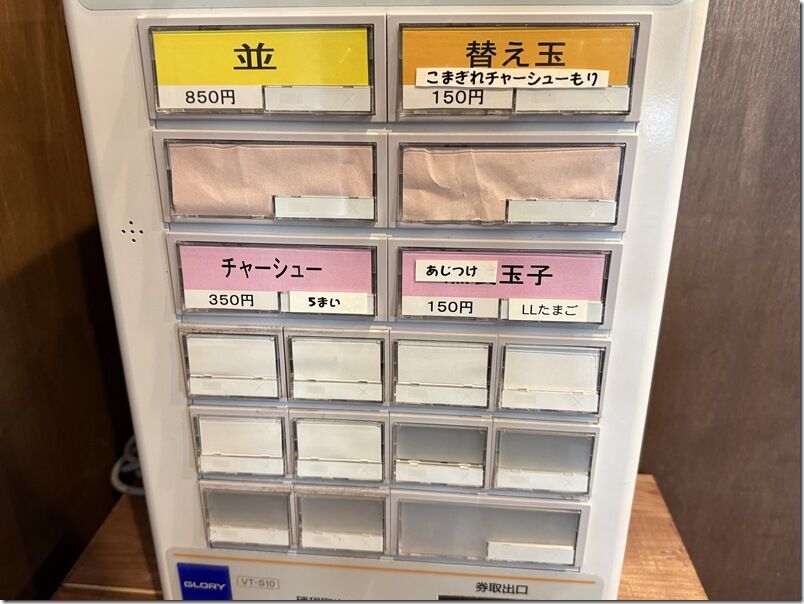 並
850円
替え玉
こまぎれチャーシューもり
150円
チャーシュー
350円
5まい
あじつけ
玉子
150円
LLたまご
GLORY
VT-S10
券取出口